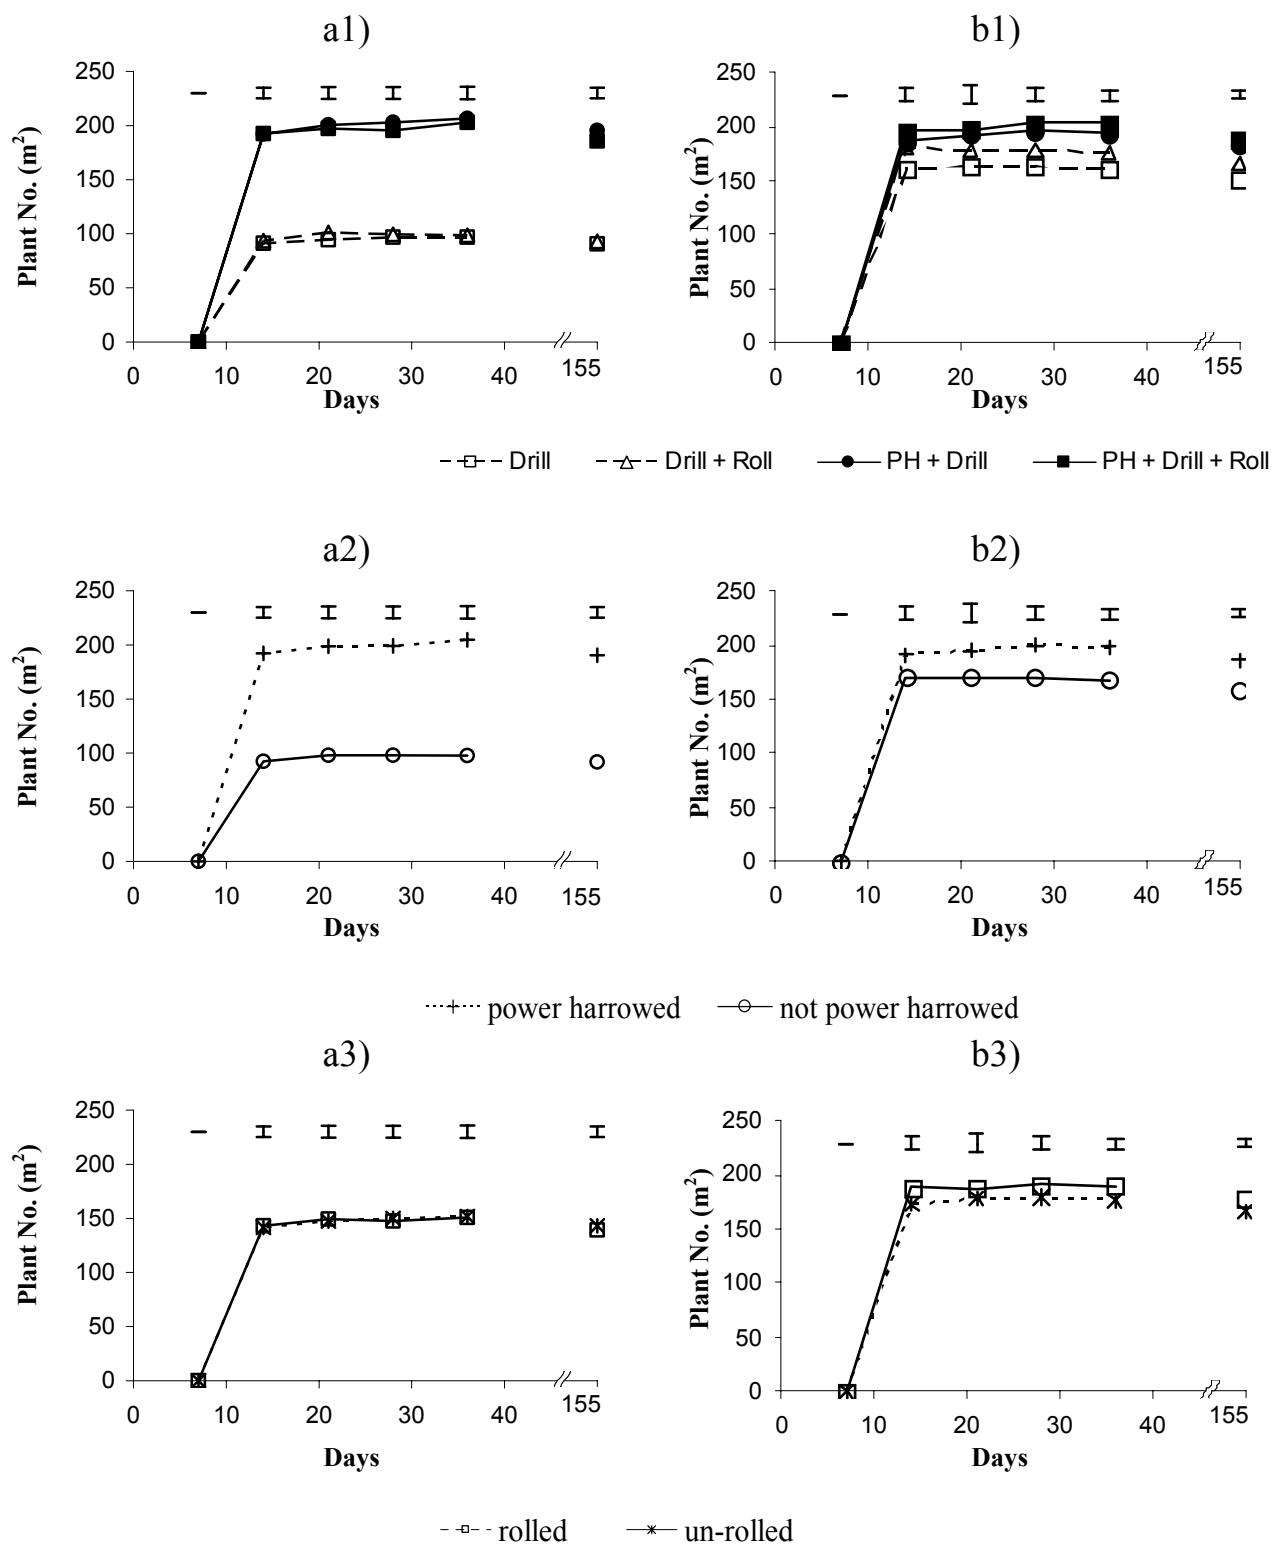 a1)
b1)
250
200
150
100
50
0
Plant No. (m²)
0 10 20 30 40 155
Days
250
200
150
100
50
0
Plant No. (m²)
0 10 20 30 40 155
Days
Drill Drill + Roll PH + Drill PH + Drill + Roll
a2)
b2)
250
200
150
100
50
0
Plant No. (m²)
0 10 20 30 40 155
Days
250
200
150
100
50
0
Plant No. (m²)
0 10 20 30 40 155
Days
power harrowed not power harrowed
a3)
b3)
250
200
150
100
50
0
Plant No. (m²)
0 10 20 30 40 155
Days
250
200
150
100
50
0
Plant No. (m²)
0 10 20 30 40 155
Days
rolled un-rolled